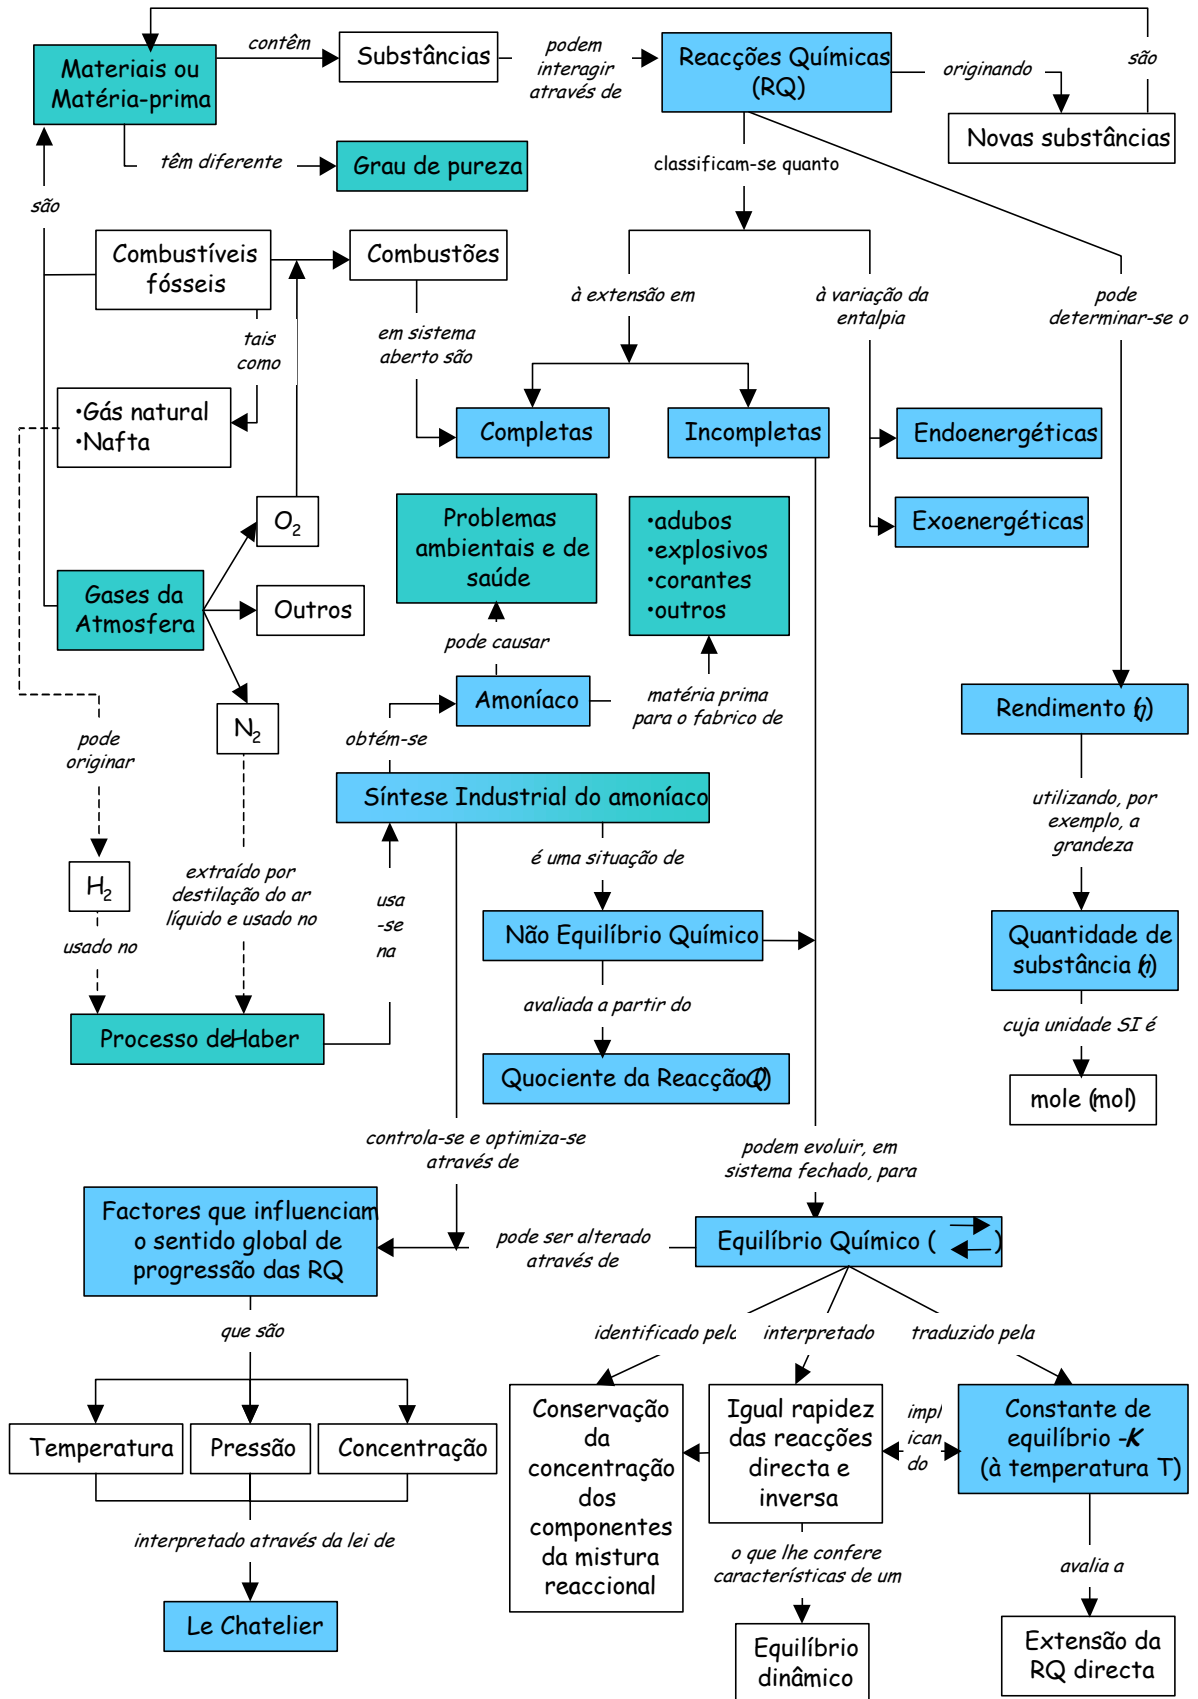 Materiais ou
Matéria-prima
contêm
Substâncias
podem
interagir
através de
Reacções Químicas
(RQ)
originando
são
Novas substâncias
têm diferente
Grau de pureza
classificam-se quanto
são
Combustíveis
fósseis
Combustões
à extensão em
à variação da
entalpia
pode
determinar-se o
tais
como
em sistema
aberto são
•Gás natural
•Nafta
Completas
Incompletas
Endoenergéticas
Exoenergéticas
O2
Problemas
ambientais e de
saúde
•adubos
•explosivos
•corantes
•outros
Gases da
Atmosfera
Outros
pode causar
Amoníaco
matéria prima
para o fabrico de
Rendimento (η)
N2
obtém-se
pode
originar
Síntese Industrial do amoníaco
utilizando, por
exemplo, a
grandeza
é uma situação de
H2
extraído por
destilação do ar
líquido e usado no
usa
-se
na
Não Equilíbrio Químico
Quantidade de
substância (n)
usado no
avaliada a partir do
cuja unidade SI é
Processo deHaber
Quociente da Reacção(Q)
mole (mol)
controla-se e optimiza-se
através de
podem evoluir, em
sistema fechado, para
Factores que influenciam
o sentido global de
progressão das RQ
pode ser alterado
através de
Equilíbrio Químico ( )
que são
identificado pelo
interpretado
traduzido pela
Temperatura
Pressão
Concentração
Conservação
da
concentração
dos
componentes
da mistura
reaccional
Igual rapidez
das reacções
directa e
inversa
impl
ican
do
Constante de
equilíbrio -K
(à temperatura T)
interpretado através da lei de
o que lhe confere
características de um
avalia a
Le Chatelier
Equilíbrio
dinâmico
Extensão da
RQ directa